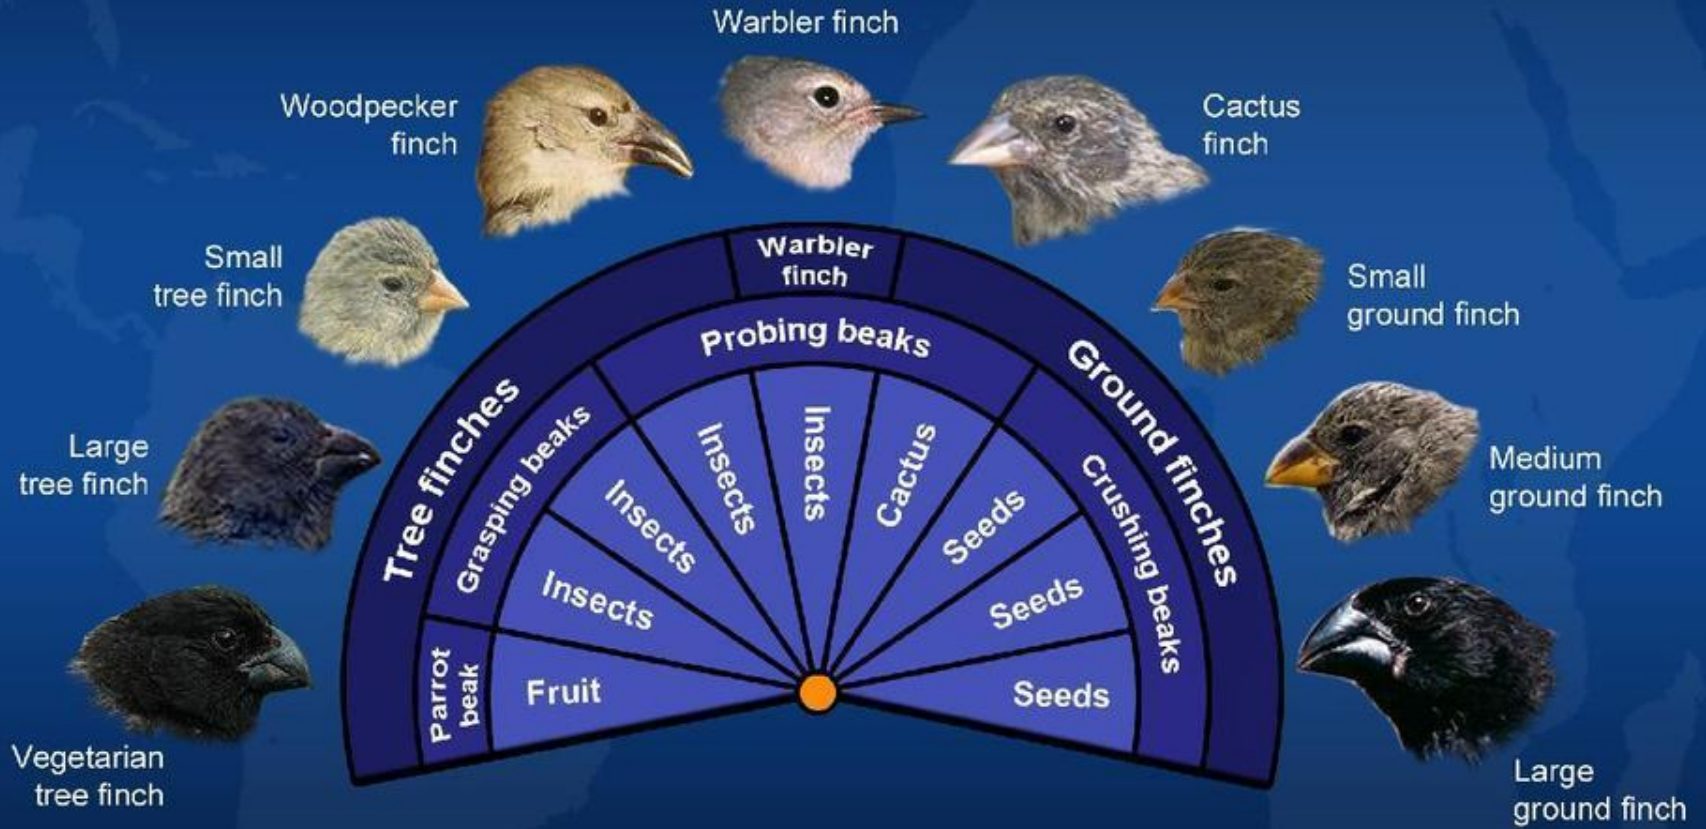 Warbler finch
Woodpecker
finch
Cactus
finch
Small
tree finch
Small
ground finch
Large
tree finch
Medium
ground finch
Vegetarian
tree finch
Large
ground finch
Tree finches
Warbler
finch
Ground finches
Parrot
beak
Grasping beaks
Probing beaks
Crushing beaks
Fruit
Insects
Insects
Insects
Insects
Cactus
Seeds
Seeds
Seeds